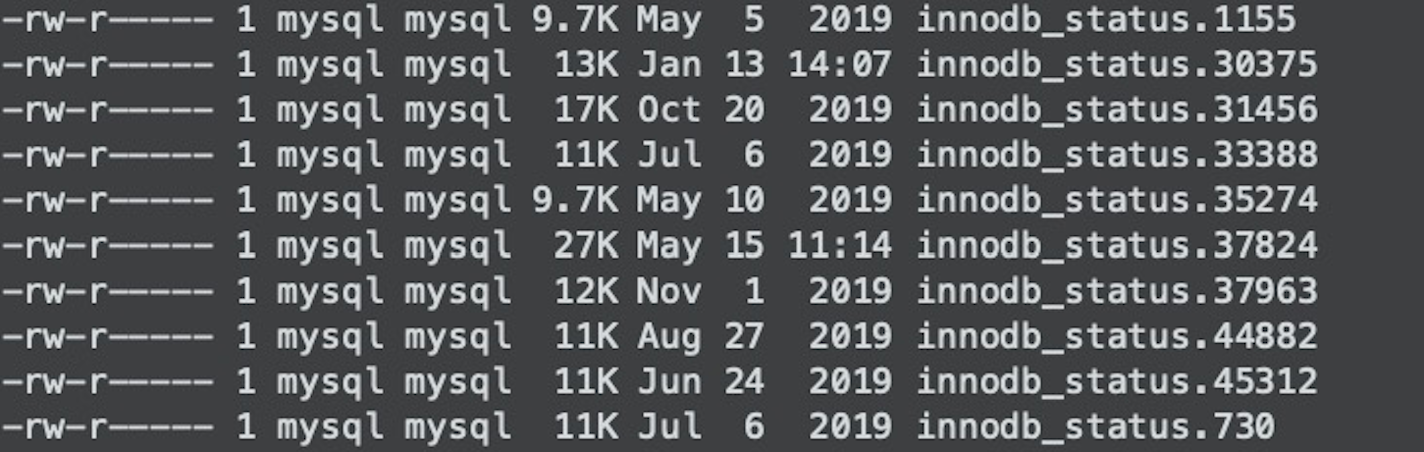 -rw-r----- 1 mysql mysql 9.7K May  5  2019 innodb_status.1155
-rw-r----- 1 mysql mysql  13K Jan 13 14:07 innodb_status.30375
-rw-r----- 1 mysql mysql  17K Oct 20  2019 innodb_status.31456
-rw-r----- 1 mysql mysql  11K Jul  6  2019 innodb_status.33388
-rw-r----- 1 mysql mysql 9.7K May 10  2019 innodb_status.35274
-rw-r----- 1 mysql mysql  27K May 15 11:14 innodb_status.37824
-rw-r----- 1 mysql mysql  12K Nov  1  2019 innodb_status.37963
-rw-r----- 1 mysql mysql  11K Aug 27  2019 innodb_status.44882
-rw-r----- 1 mysql mysql  11K Jun 24  2019 innodb_status.45312
-rw-r----- 1 mysql mysql  11K Jul  6  2019 innodb_status.730